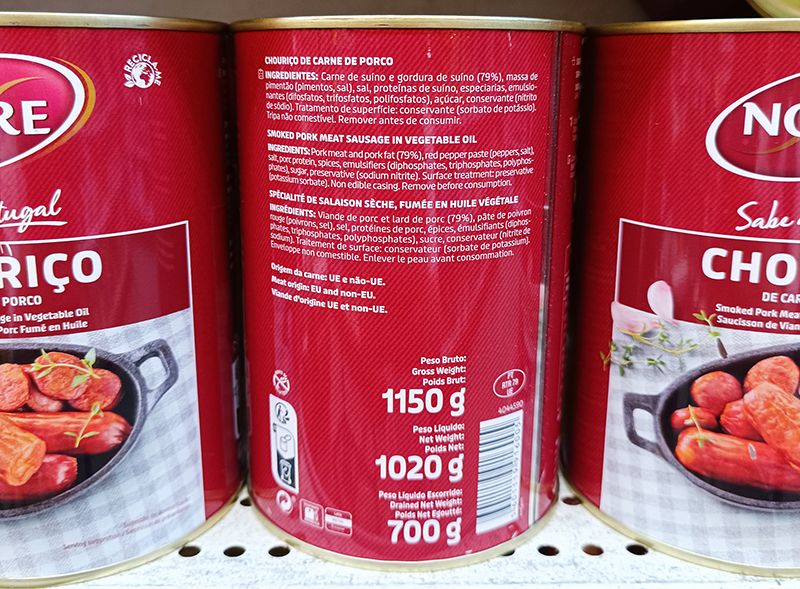 RECICLA-ME
RE
tugal
RIÇO
PORCO
ge in Vegetable Oil
Porc Fumé en Huile
CHOURIÇO DE CARNE DE PORCO
INGREDIENTES: Carne de suíno e gordura de suíno (79%), massa de
pimentão (pimentos, sal), sal, proteínas de suíno, especiarias, emulsio-
nantes (difosfatos, trifosfatos, polifosfatos), açúcar, conservante (nitrito
de sódio). Tratamento de superfície: conservante (sorbato de potássio).
Tripa não comestível. Remover antes de consumir.
SMOKED PORK MEAT SAUSAGE IN VEGETABLE OIL
INGREDIENTS: Pork meat and pork fat (79%), red pepper paste (peppers, salt),
salt, porc protein, spices, emulsifiers (diphosphates, triphosphates, polyphos-
phates), sugar, preservative (sodium nitrite). Surface treatment: preservative
(potassium sorbate). Non edible casing. Remove before consumption.
SPÉCIALITÉ DE SALAISON SÈCHE, FUMÉE EN HUILE VÉGÉTALE
INGRÉDIENTS: Viande de porc et lard de porc (79%), pâte de poivron
rouge (poivrons, sel), sel, protéines de porc, épices, émulsifiants (diphos-
phates, triphosphates, polyphosphates), sucre, conservateur (nitrite de
sodium). Traitement de surface: conservateur (sorbate de potassium).
Enveloppe non comestible. Enlever le peau avant consommation.
Origem da carne: UE e não-UE.
Meat origin: EU and non-EU.
Viande d'origine UE et non-UE.
Peso Bruto:
Gross Weight:
Poids Brut:
1150 g
PT
UE
4044590
Peso Líquido:
Net Weight:
Poids Net:
1020 g
Peso Líquido Escorrido:
Drained Net Weight:
Poids Net Egoutté:
700 g
NO
Sabe
CHO
DE CAR
Smoked Pork Mea
Saucisson de Vian